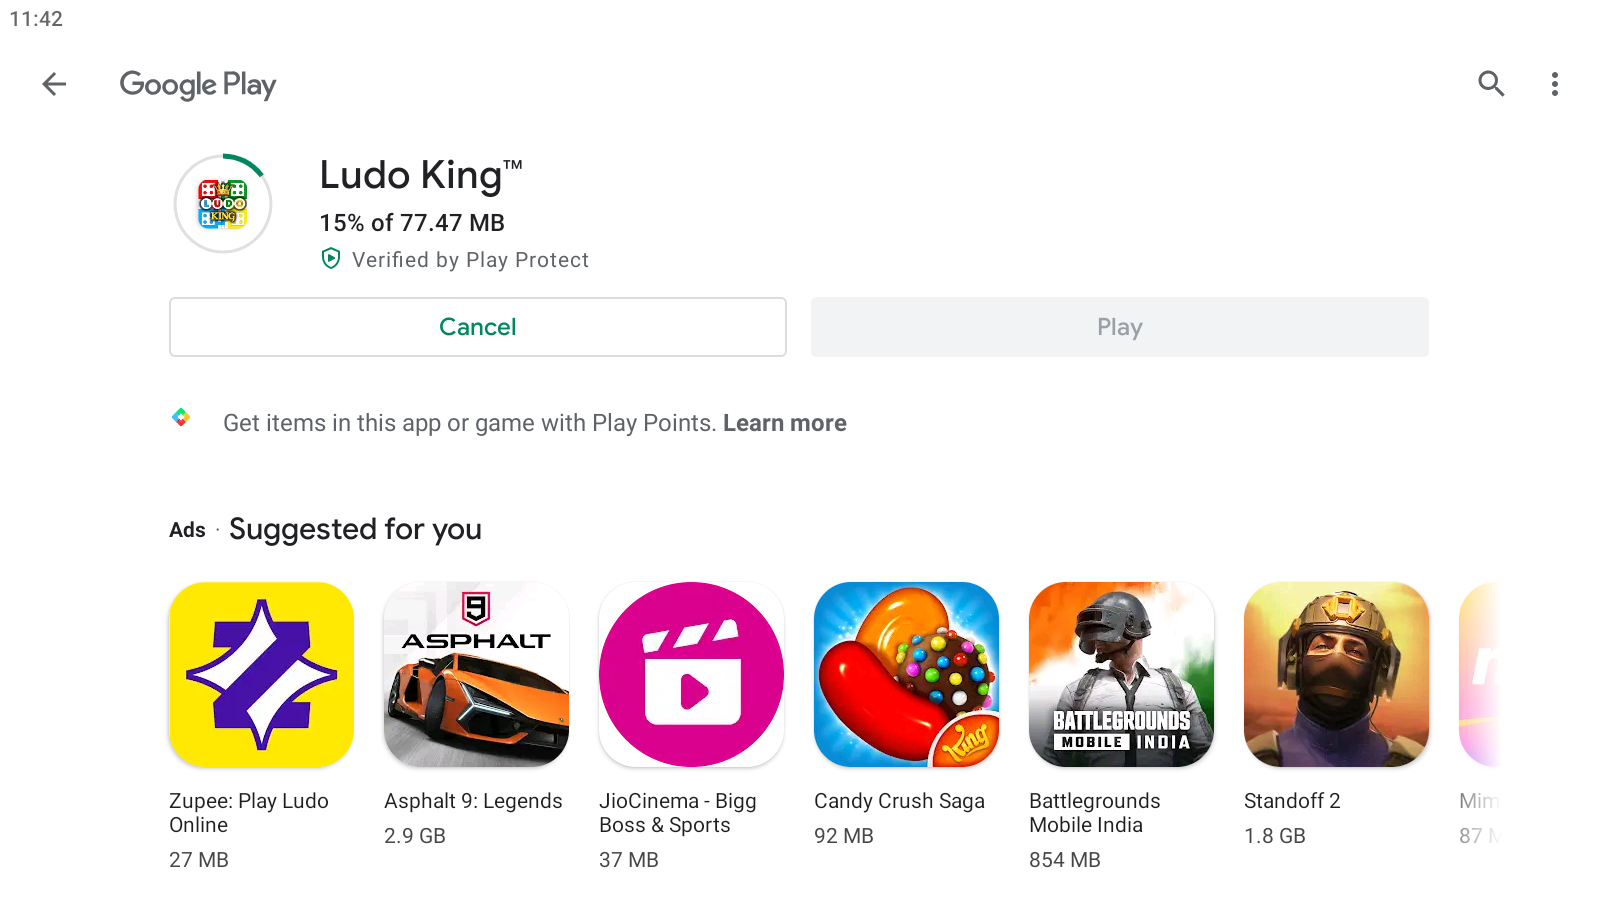 11:42
Google Play
LUDO
KING
Ludo King™
15% of 77.47 MB
Verified by Play Protect
Cancel
Play
Get items in this app or game with Play Points. Learn more
Ads · Suggested for you
9
ASPHALT
King
BATTLEGROUNDS
MOBILE INDIA
Zupee: Play Ludo
Online
27 MB
Asphalt 9: Legends
2.9 GB
JioCinema - Bigg
Boss & Sports
37 MB
Candy Crush Saga
92 MB
Battlegrounds
Mobile India
854 MB
Standoff 2
1.8 GB
Mim
87 M